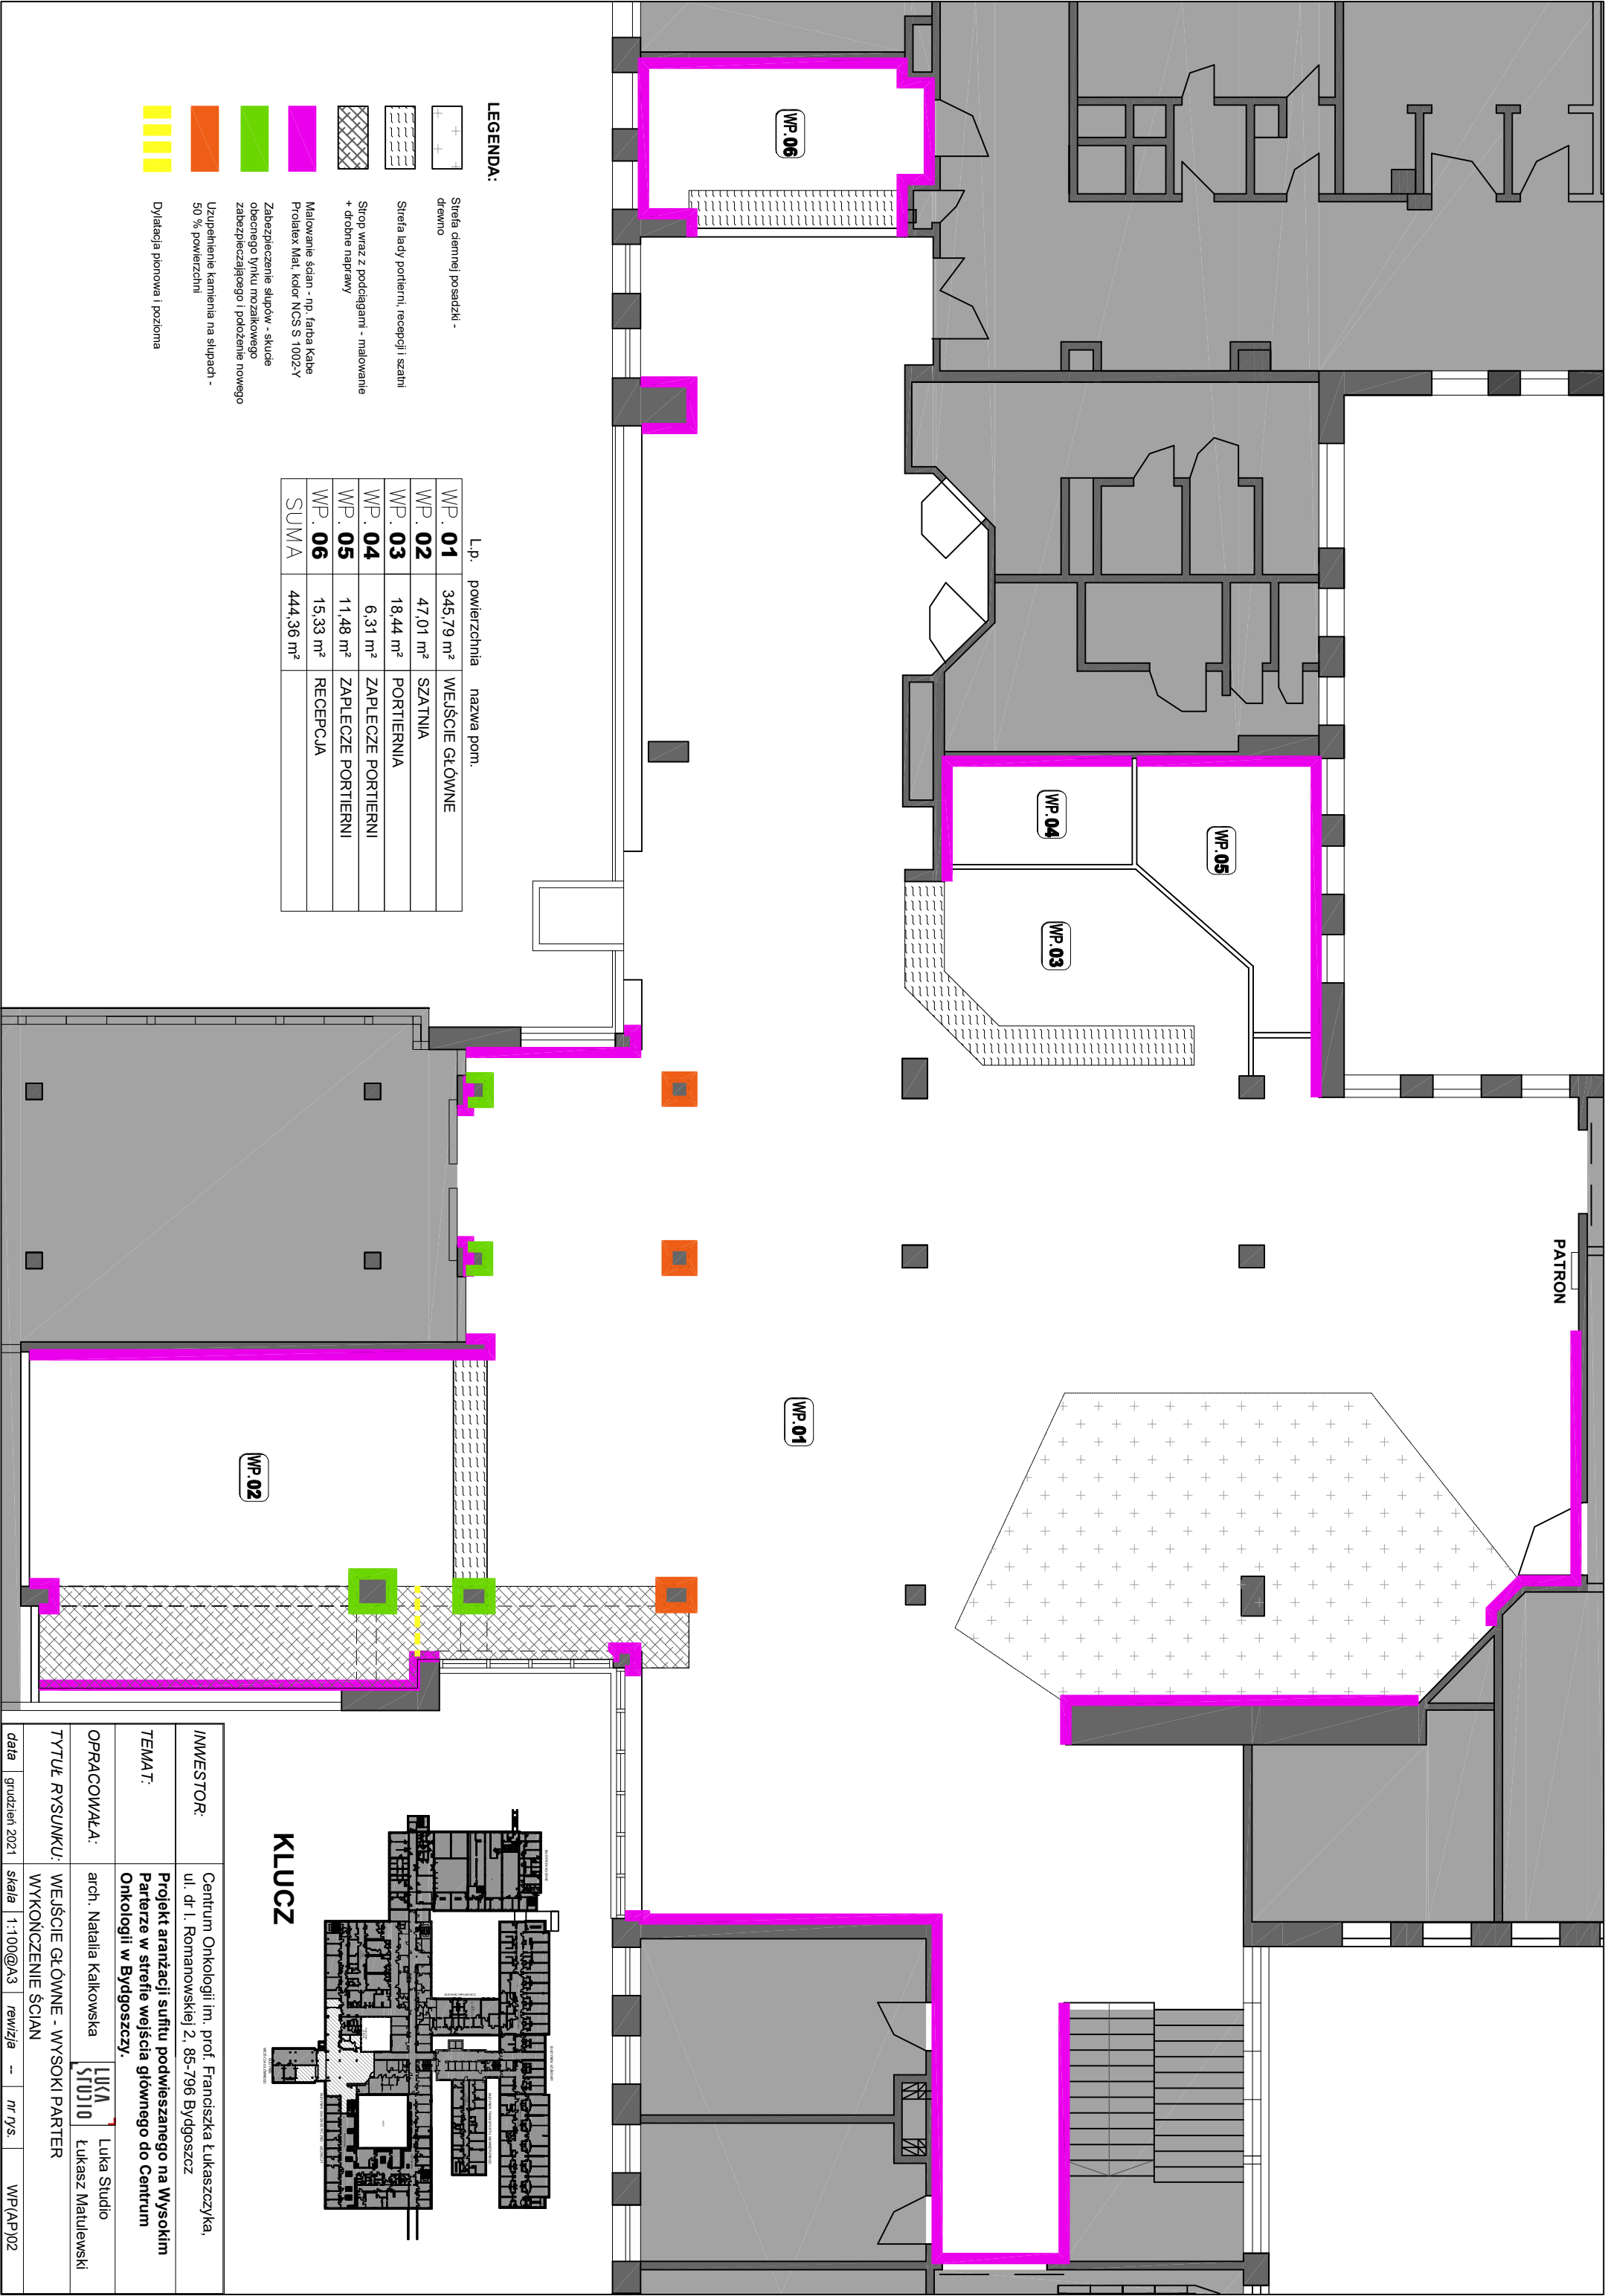 PATRON
WP.05
WP.04
WP.03
WP.06
WP.01
WP.02
LEGENDA:
Strefa ciemnej posadzki -
drewno
Strefa lady portierni, recepcji i szatni
Strop wraz z podciągami - malowanie
+ drobne naprawy
Malowanie ścian - np. farba Kabe
Prolatex Mat, kolor NCS S 1002-Y
Zabezpieczenie słupów - skucie
obecnego tynku mozaikowego
zabezpieczającego i położenie nowego
Uzupełnienie kamienia na słupach -
50 % powierzchni
Dylatacja pionowa i pozioma
L.p. powierzchnia nazwa pom.
WP. 01 345,79 m² WEJŚCIE GŁÓWNE
WP. 02 47,01 m² SZATNIA
WP. 03 18,44 m² PORTIERNIA
WP. 04 6,31 m² ZAPLECZE PORTIERNI
WP. 05 11,48 m² ZAPLECZE PORTIERNI
WP. 06 15,33 m² RECEPCJA
SUMA 444,36 m²
KLUCZ
INWESTOR: Centrum Onkologii im. prof. Franciszka Łukaszczyka,
ul. dr I. Romanowskiej 2, 85-796 Bydgoszcz
TEMAT: Projekt aranżacji sufitu podwieszanego na Wysokim
Parterze w strefie wejścia głównego do Centrum
Onkologii w Bydgoszczy.
OPRACOWAŁA: arch. Natalia Kalkowska
LUKA
STUDIO
Luka Studio
Łukasz Matulewski
TYTUŁ RYSUNKU: WEJŚCIE GŁÓWNE - WYSOKI PARTER
WYKOŃCZENIE ŚCIAN
data grudzień 2021 skala 1:100@A3 rewizja -- nr rys. WP(AP)02